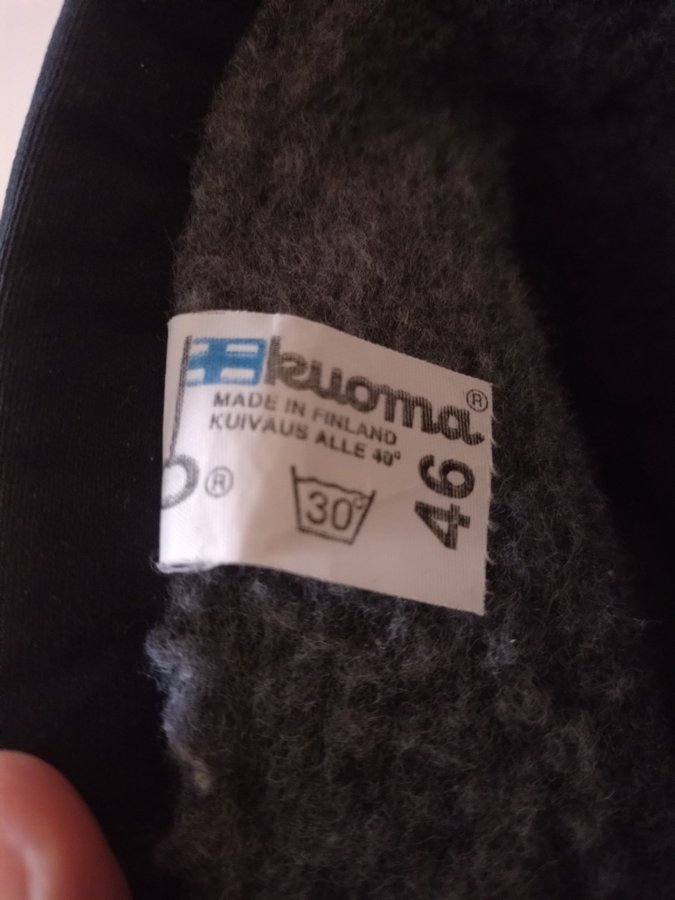 kuoma®
MADE IN FINLAND
KUIVAUS ALLE 40°
®
30°
46